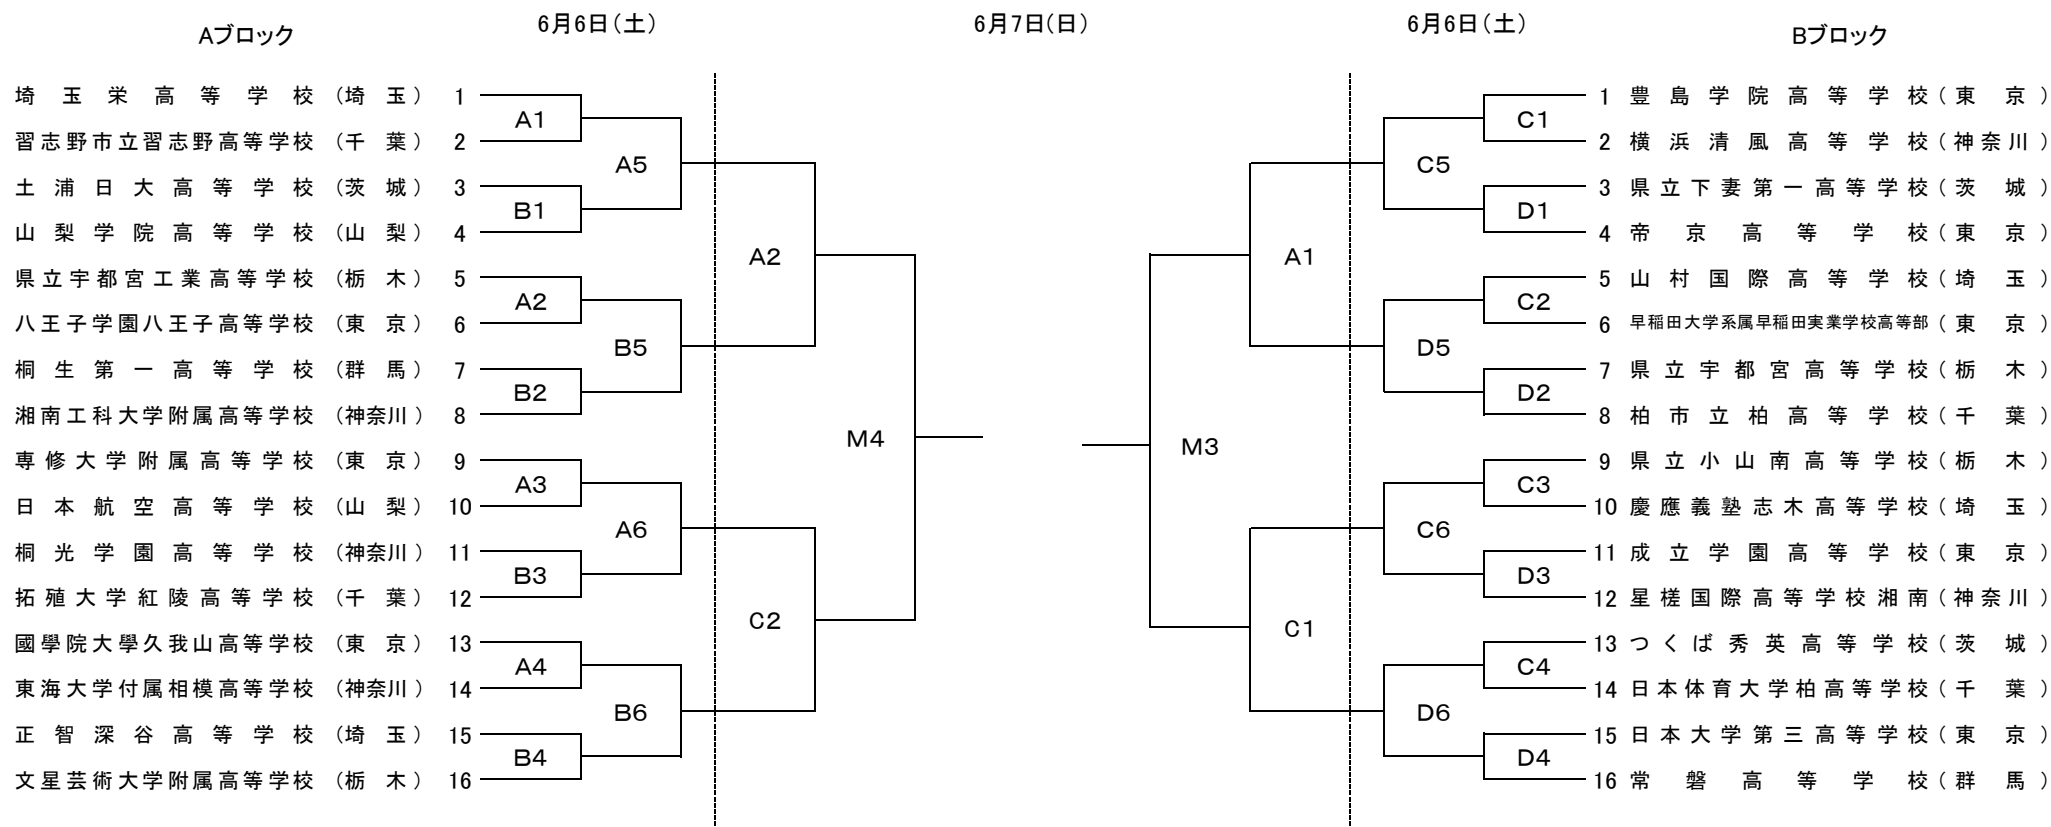 Aブロック 6月6日(土) 6月7日(日) 6月6日(土) Bブロック
埼玉栄高等学校 (埼玉) 1
習志野市立習志野高等学校 (千葉) 2
土浦日大高等学校 (茨城) 3
山梨学院高等学校 (山梨) 4
県立宇都宮工業高等学校 (栃木) 5
八王子学園八王子高等学校 (東京) 6
桐生第一高等学校 (群馬) 7
湘南工科大学附属高等学校 (神奈川) 8
専修大学附属高等学校 (東京) 9
日本航空高等学校 (山梨) 10
桐光学園高等学校 (神奈川) 11
拓殖大学紅陵高等学校 (千葉) 12
國學院大學久我山高等学校 (東京) 13
東海大学付属相模高等学校 (神奈川) 14
正智深谷高等学校 (埼玉) 15
文星芸術大学附属高等学校 (栃木) 16
A1
B1
A2
B2
A3
B3
A4
B4
A5
B5
A6
B6
A2
C2
M4
M3
A1
C1
C5
D5
C6
D6
C1
D1
C2
D2
C3
D3
C4
D4
1 豊島学院高等学校 (東京)
2 横浜清風高等学校 (神奈川)
3 県立下妻第一高等学校 (茨城)
4 帝京高等学校 (東京)
5 山村国際高等学校 (埼玉)
6 早稲田大学系属早稲田実業学校高等部 (東京)
7 県立宇都宮高等学校 (栃木)
8 柏市立柏高等学校 (千葉)
9 県立小山南高等学校 (栃木)
10 慶應義塾志木高等学校 (埼玉)
11 成立学園高等学校 (東京)
12 星槎国際高等学校湘南 (神奈川)
13 つくば秀英高等学校 (茨城)
14 日本体育大学柏高等学校 (千葉)
15 日本大学第三高等学校 (東京)
16 常磐高等学校 (群馬)